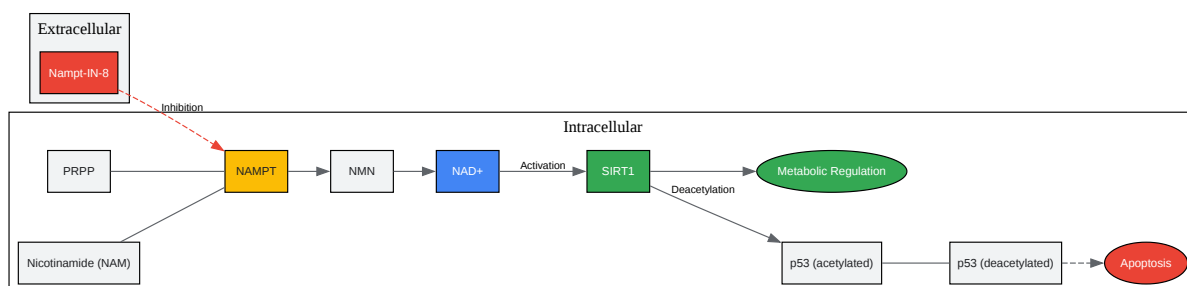 Extracellular
Nampt-IN-8
Inhibition
Intracellular
PRPP
NAMPT
NMN
NAD+
Activation
SIRT1
Metabolic Regulation
Deacetylation
Nicotinamide (NAM)
p53 (acetylated)
p53 (deacetylated)
Apoptosis